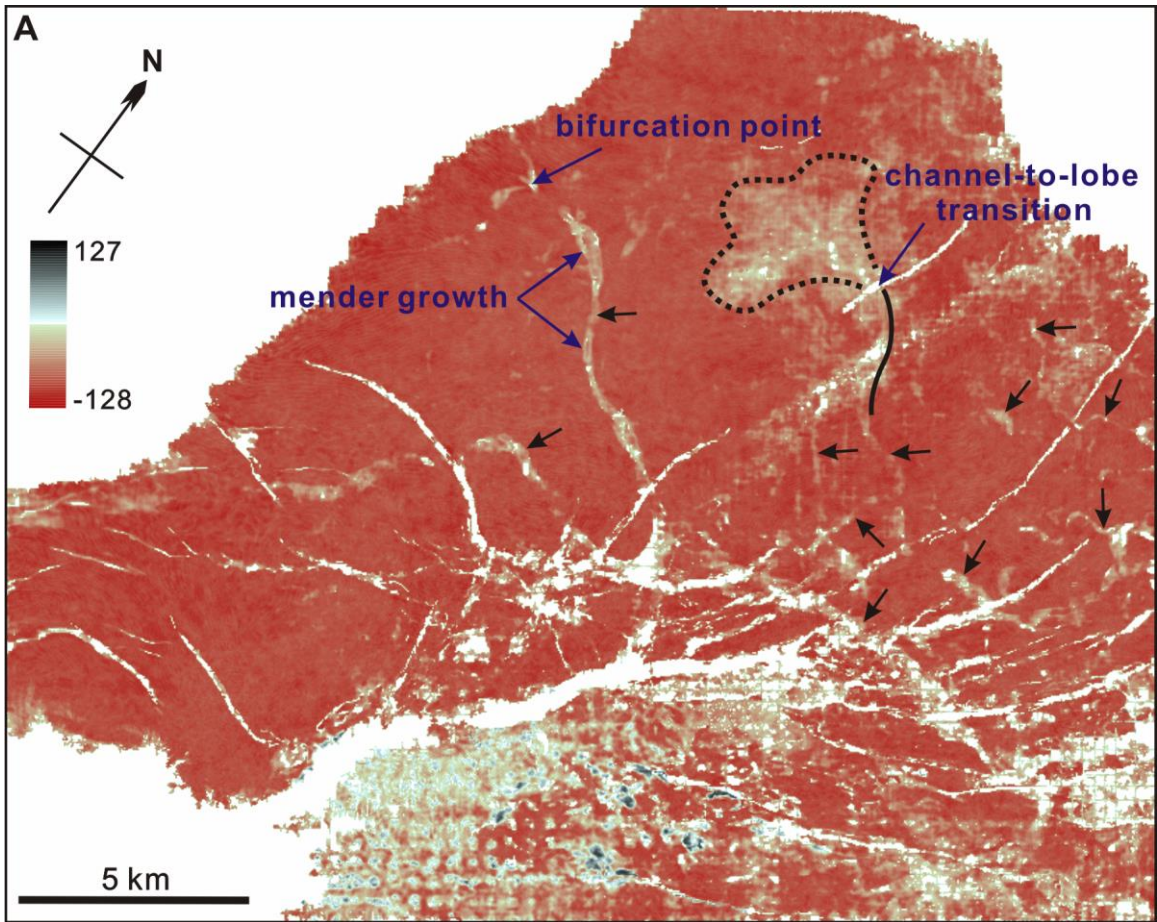 A
N
bifurcation point
channel-to-lobe
transition
127
mender growth
-128
5 km